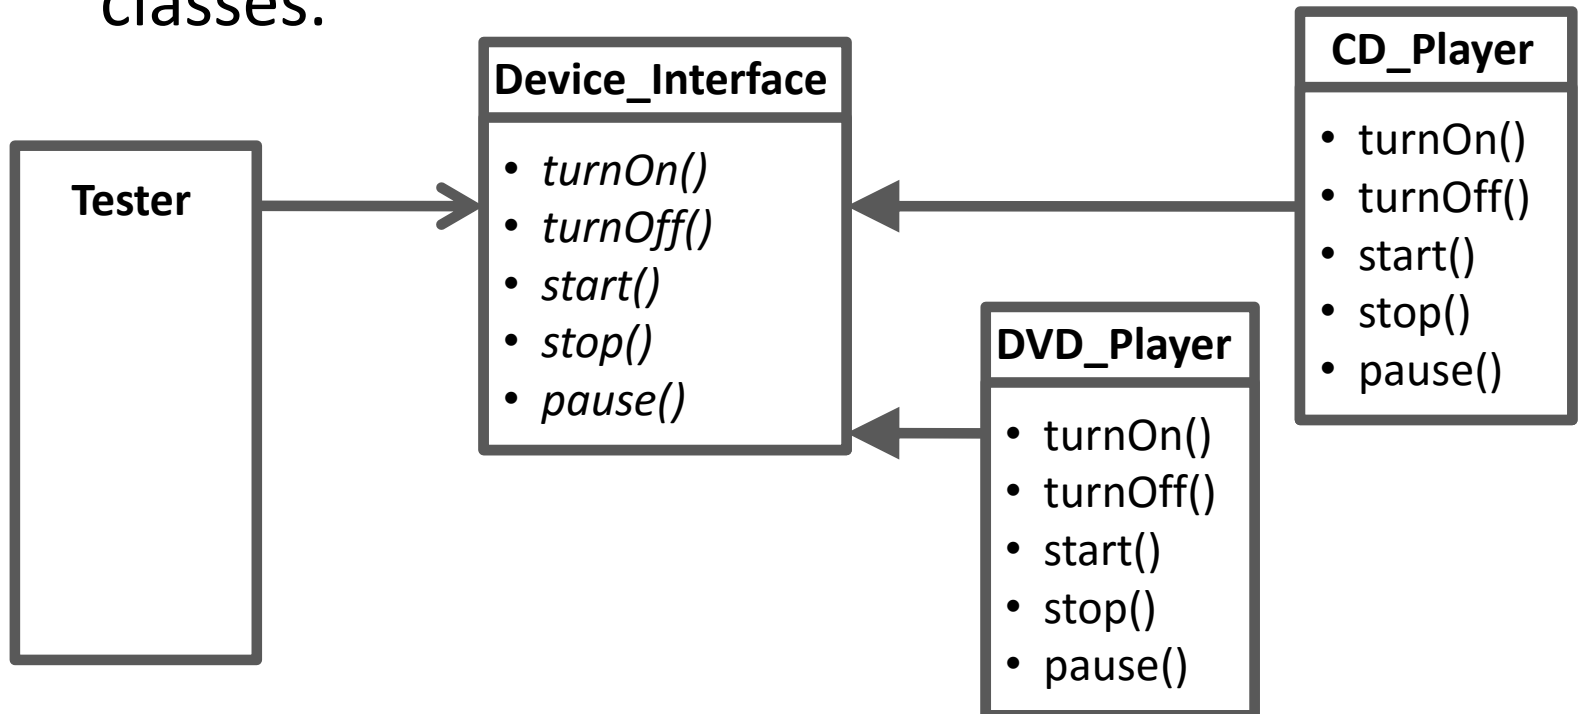 classes.
Tester
Device_Interface
• turnOn()
• turnOff()
• start()
• stop()
• pause()
CD_Player
• turnOn()
• turnOff()
• start()
• stop()
• pause()
DVD_Player
• turnOn()
• turnOff()
• start()
• stop()
• pause()